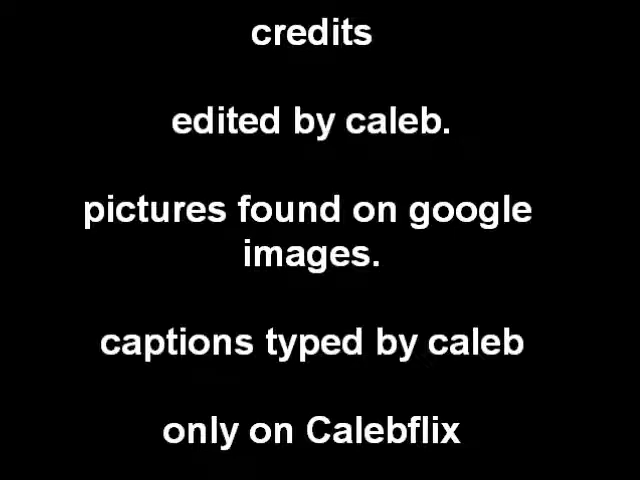 credits
edited by caleb.
pictures found on google
images.
captions typed by caleb
only on Calebflix